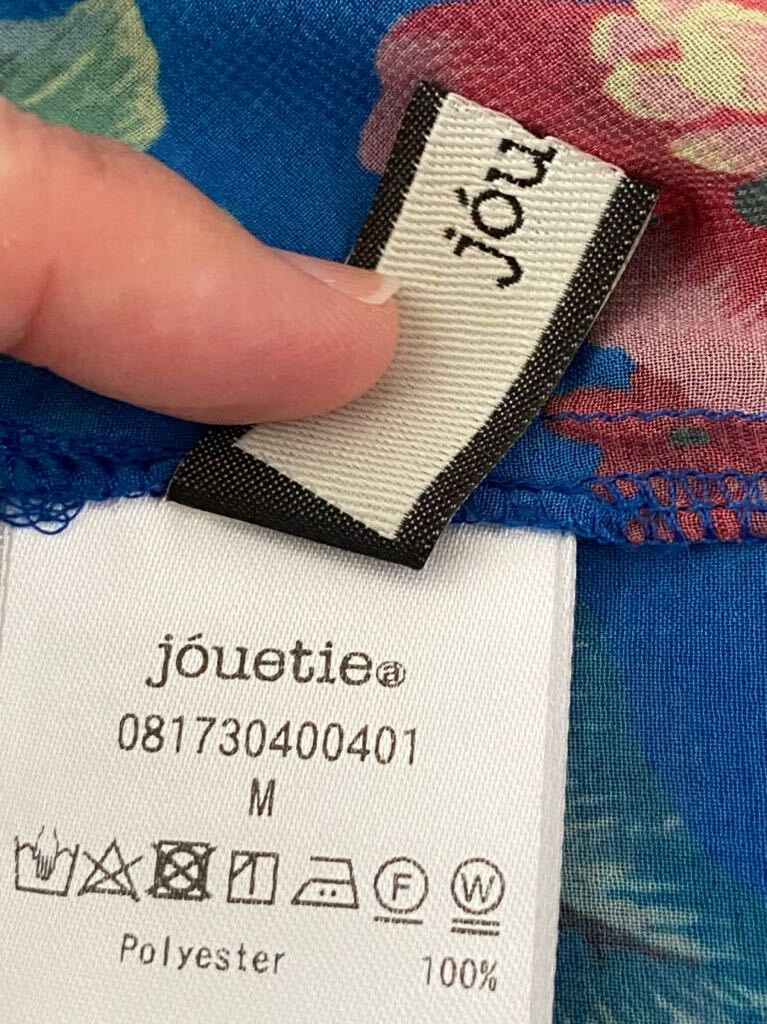 jóu
jóuetie@
081730400401
M
F W
Polyester 100%